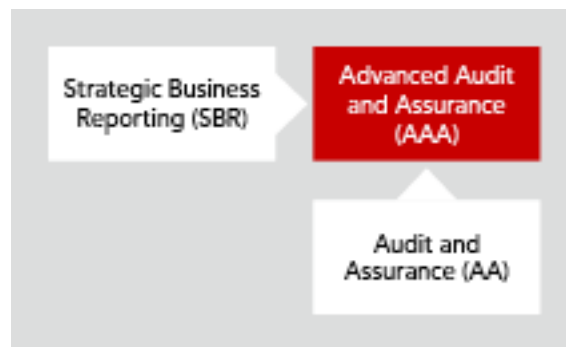 Strategic Business
Reporting (SBR)
Advanced Audit
and Assurance
(AAA)
Audit and
Assurance (AA)